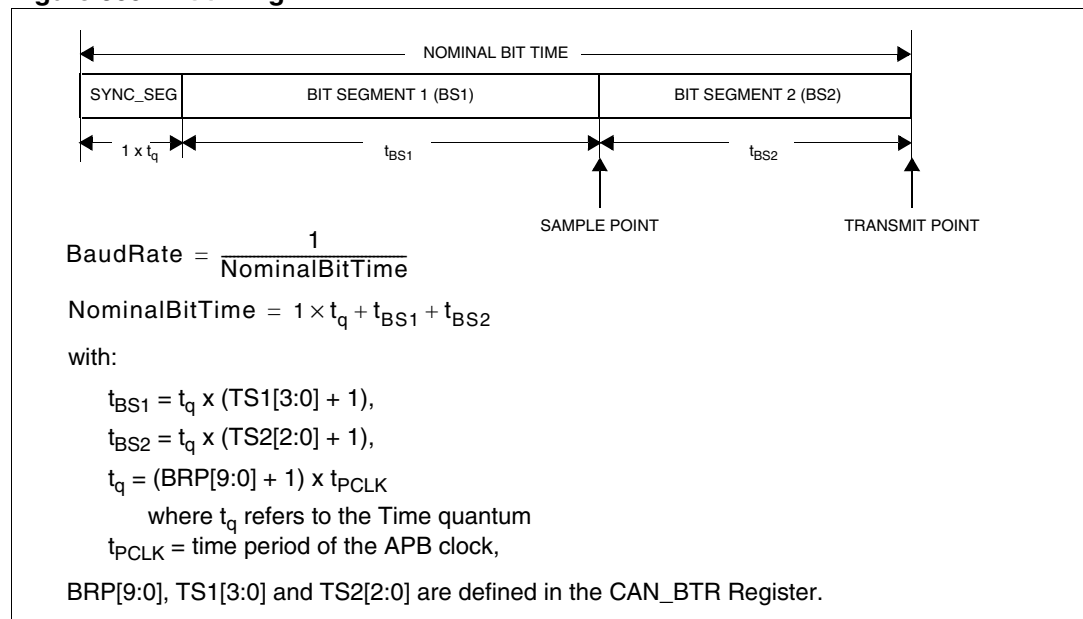 NOMINAL BIT TIME
SYNC_SEG BIT SEGMENT 1 (BS1) BIT SEGMENT 2 (BS2)
1 x tq tBS1 tBS2
SAMPLE POINT TRANSMIT POINT
BaudRate = 1 / NominalBitTime
NominalBitTime = 1 × tq + tBS1 + tBS2
with:
tBS1 = tq x (TS1[3:0] + 1),
tBS2 = tq x (TS2[2:0] + 1),
tq = (BRP[9:0] + 1) x tPCLK
where tq refers to the Time quantum
tPCLK = time period of the APB clock,
BRP[9:0], TS1[3:0] and TS2[2:0] are defined in the CAN_BTR Register.